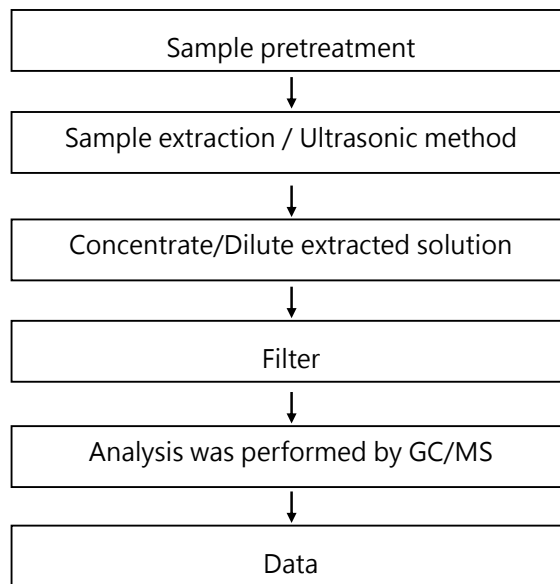 Sample pretreatment
Sample extraction / Ultrasonic method
Concentrate/Dilute extracted solution
Filter
Analysis was performed by GC/MS
Data